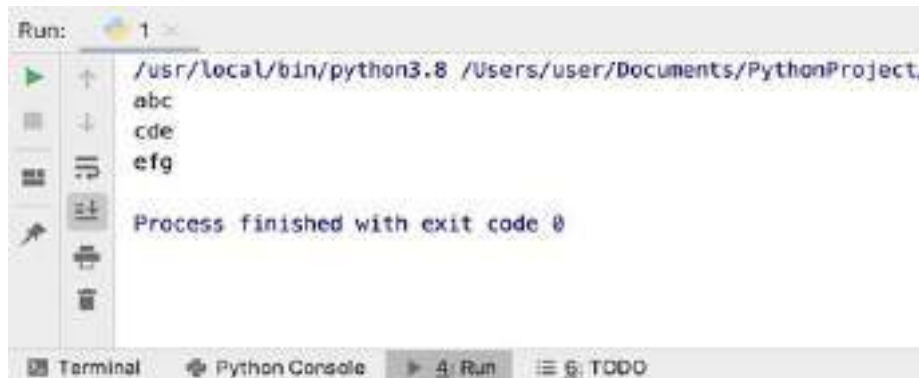 Run: 1
/usr/local/bin/python3.8 /Users/user/Documents/PythonProject/
abc
cde
efg
Process finished with exit code 0
Terminal Python Console 4: Run 6: TODO